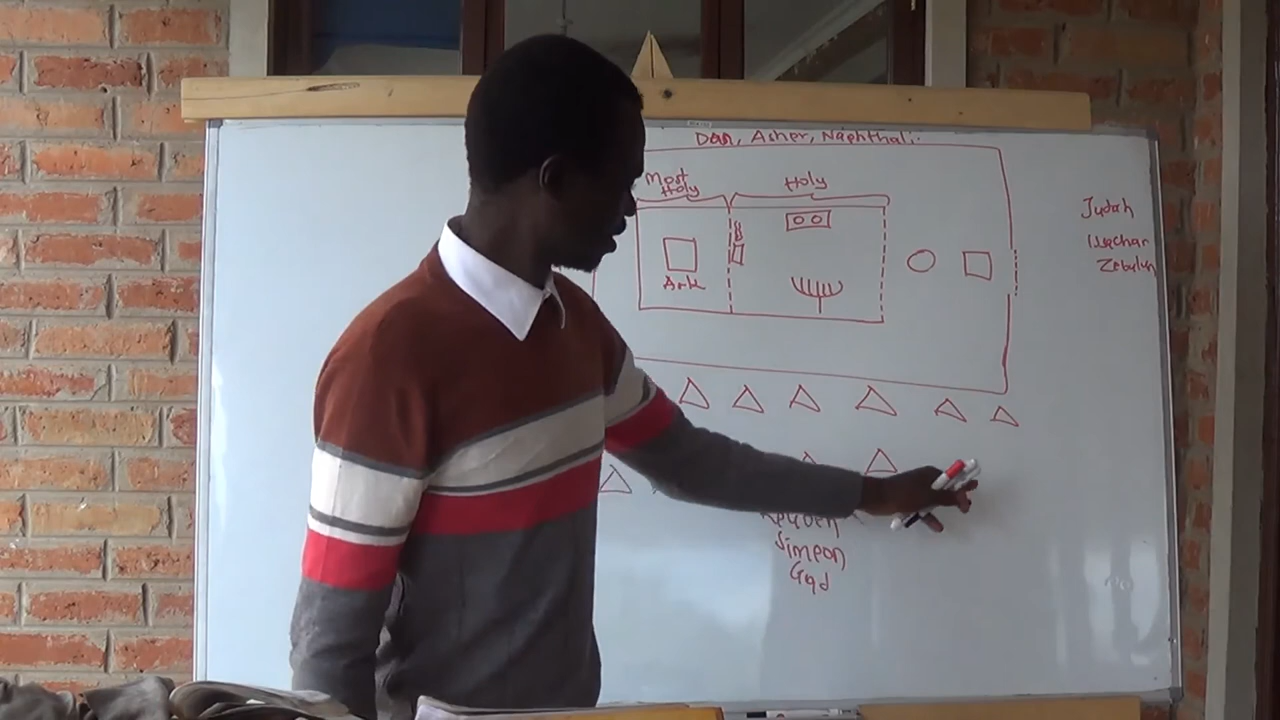 Dan, Asher, Naphthali.
Most
Holy
Holy
Ark
Judah
Issachar
Zebulun
Reuben
Simeon
Gad